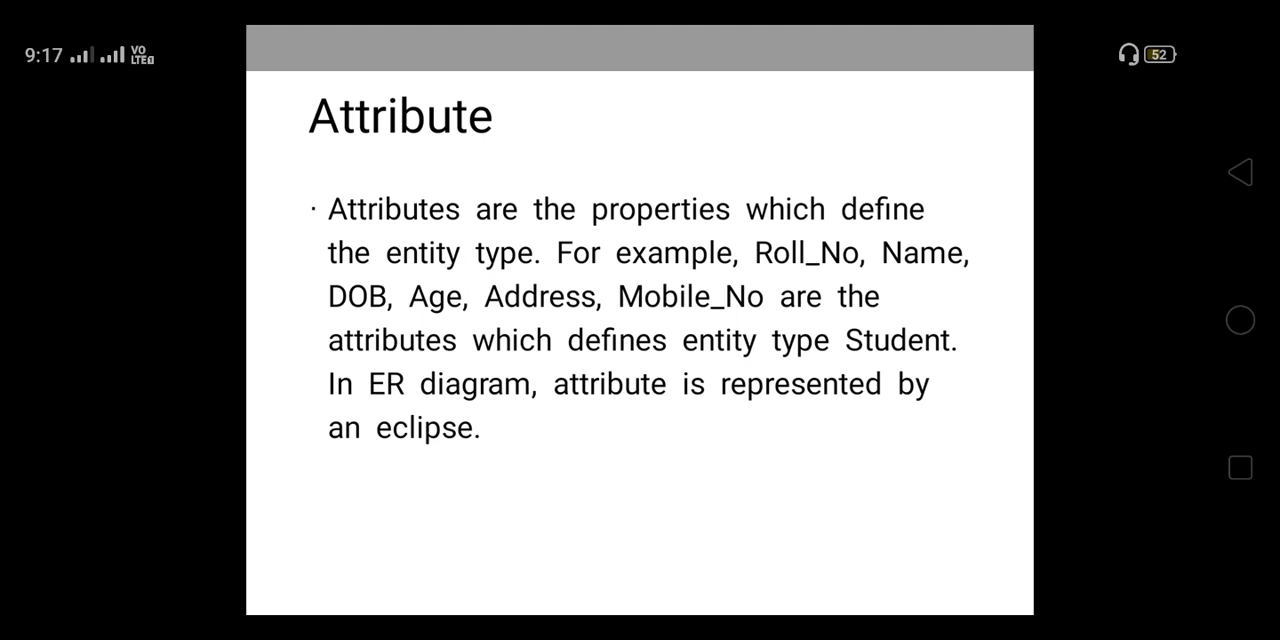 9:17 VO LTE 52
Attribute
· Attributes are the properties which define
the entity type. For example, Roll_No, Name,
DOB, Age, Address, Mobile_No are the
attributes which defines entity type Student.
In ER diagram, attribute is represented by
an eclipse.